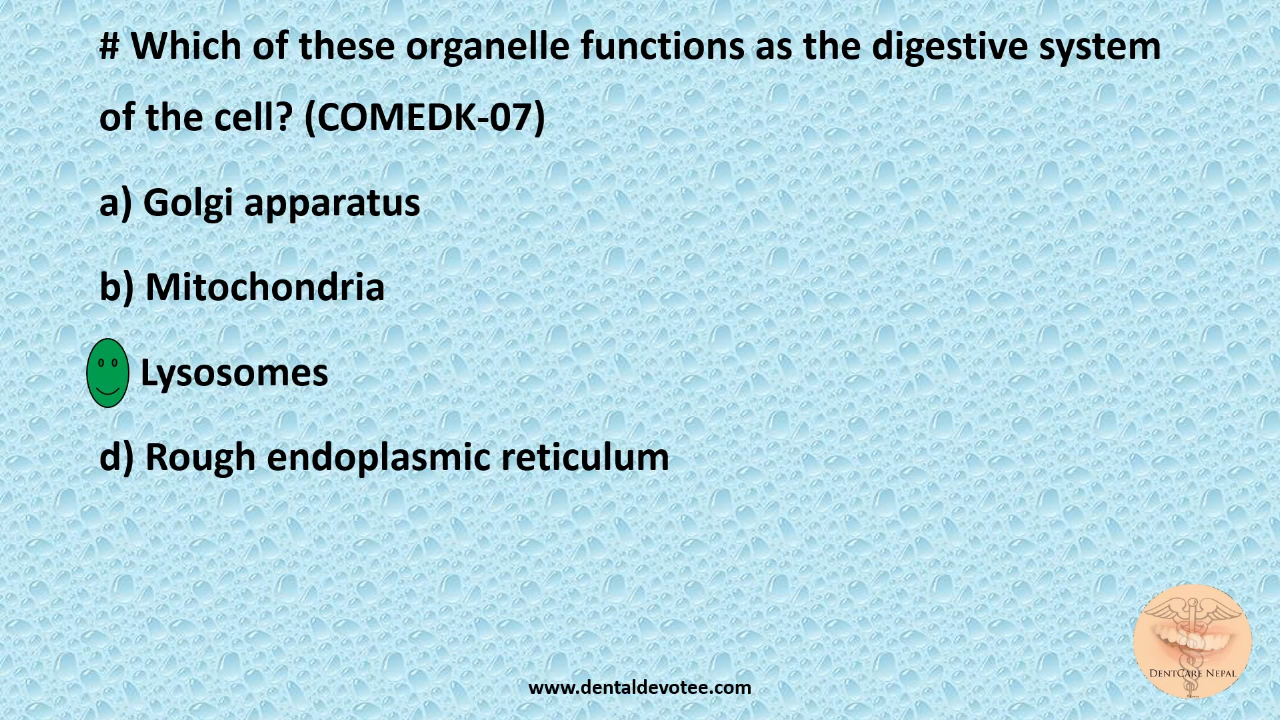 # Which of these organelle functions as the digestive system
of the cell? (COMEDK-07)
a) Golgi apparatus
b) Mitochondria
Lysosomes
d) Rough endoplasmic reticulum
DentCare Nepal
www.dentaldevotee.com